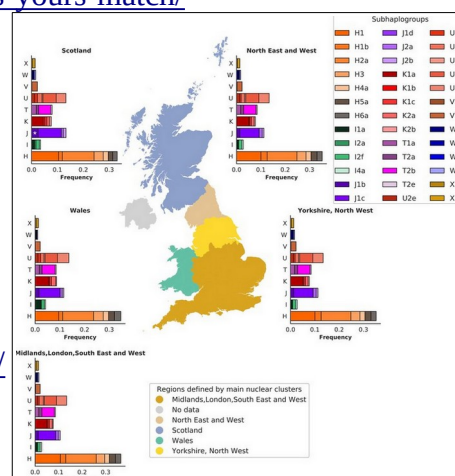 s-yours-match/
Subhaplogroups
H1
H1b
H2a
H3
H4a
H5a
H6a
I1a
I2a
I2f
I4a
J1b
J1c
J1d
J2a
J2b
K1a
K1b
K1c
K2a
K2b
T1a
T2a
T2b
T2e
U2e
U
U
U
U
U
V
V
W
W
W
W
X
X
Scotland
X
W
V
U
T
K
J
I
H
0.0 0.1 0.2 0.3
Frequency
North East and West
X
W
V
U
T
K
J
I
H
0.0 0.1 0.2 0.3
Frequency
Wales
X
W
V
U
T
K
J
I
H
0.0 0.1 0.2 0.3
Frequency
Yorkshire, North West
X
W
V
U
T
K
J
I
H
0.0 0.1 0.2 0.3
Frequency
/
Midlands,London,South East and West
X
W
V
U
T
K
J
I
H
0.0 0.1 0.2 0.3
Regions defined by main nuclear clusters
Midlands,London,South East and West
No data
North East and West
Scotland
Wales
Yorkshire, North West